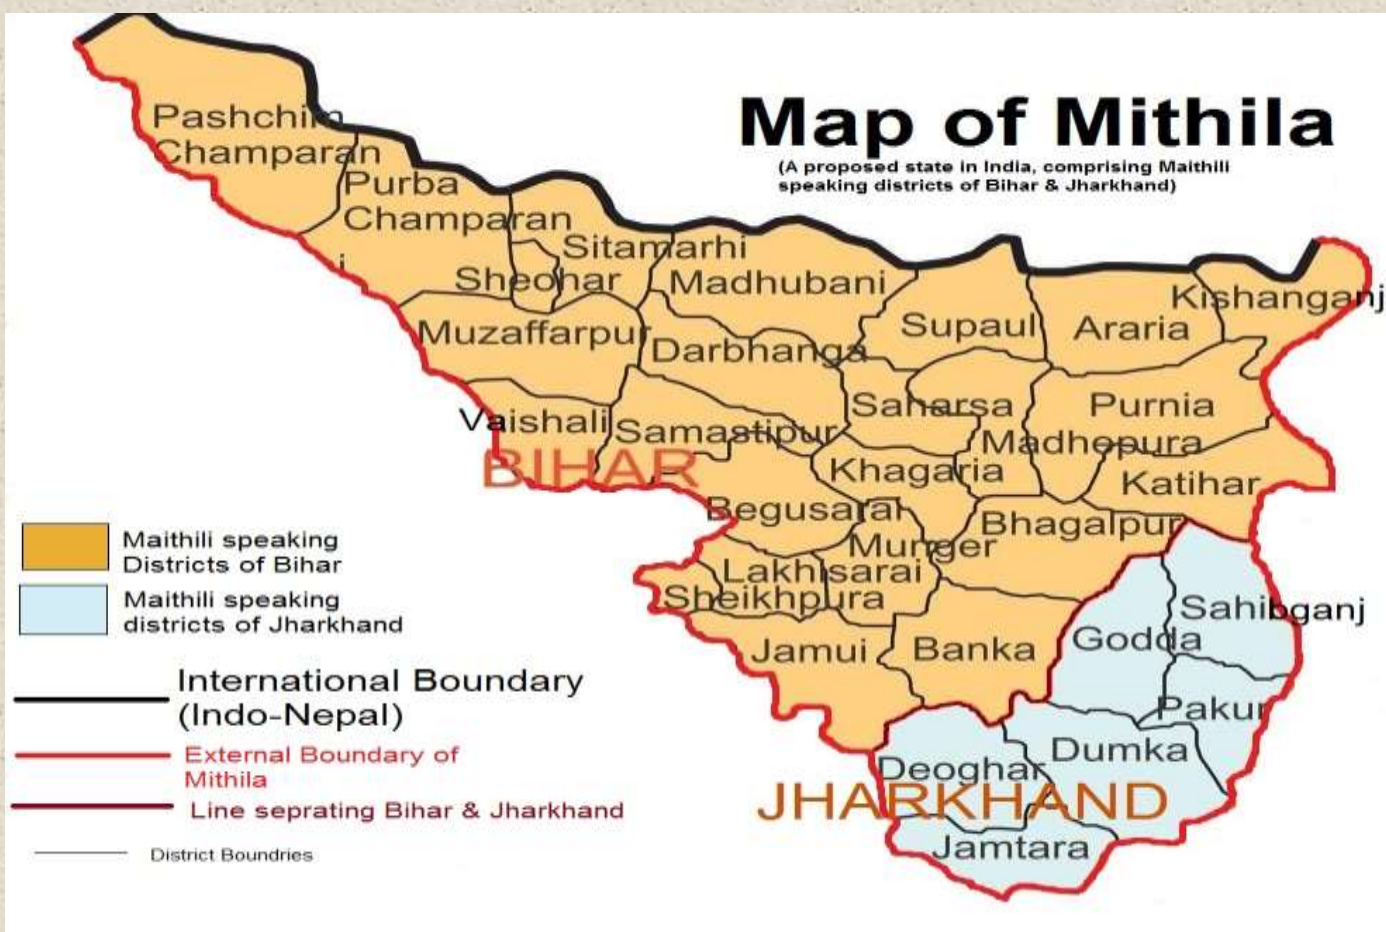 Map of Mithila
(A proposed state in India, comprising Maithili
speaking districts of Bihar & Jharkhand)
Pashchim
Champaran
Purba
Champaran
Sitamarhi
Sheohar
Madhubani
Kishanganj
Supaul
Araria
Muzaffarpur
Darbhanga
Saharsa
Purnia
Vaishali
Samastipur
Madhepura
BIHAR
Khagaria
Katihar
Begusarai
Bhagalpur
Munger
Lakhisarai
Sheikhpura
Sahibganj
Godda
Jamui
Banka
Pakur
Dumka
Deoghar
JHARKHAND
Jamtara
Maithili speaking
Districts of Bihar
Maithili speaking
districts of Jharkhand
International Boundary
(Indo-Nepal)
External Boundary of
Mithila
Line seprating Bihar & Jharkhand
District Boundries